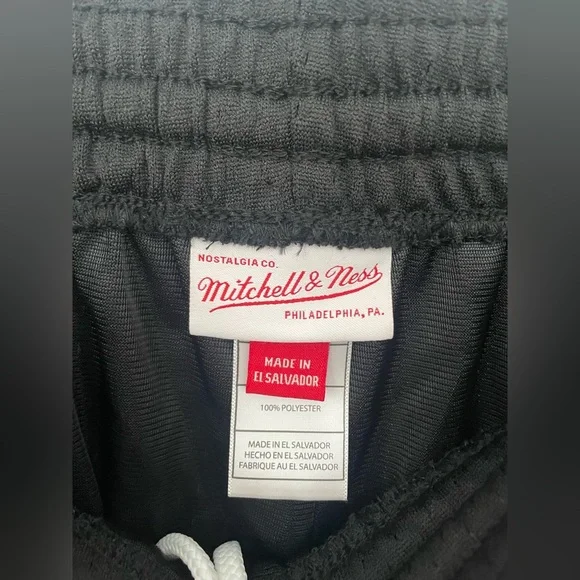 NOSTALGIA CO.
Mitchell & Ness
PHILADELPHIA, PA.
MADE IN
EL SALVADOR
100% POLYESTER
MADE IN EL SALVADOR
HECHO EN EL SALVADOR
FABRIQUE AU EL SALVADOR